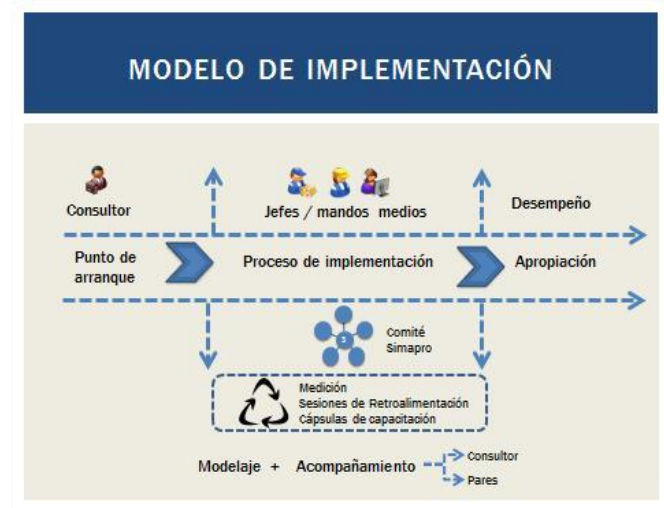 MODELO DE IMPLEMENTACIÓN
Consultor
Jefes / mandos medios
Desempeño
Punto de
arranque
Proceso de implementación
Apropiación
S
Comité
Simapro
Medición
Sesiones de Retroalimentación
Cápsulas de capacitación
Modelaje + Acompañamiento
Consultor
Pares